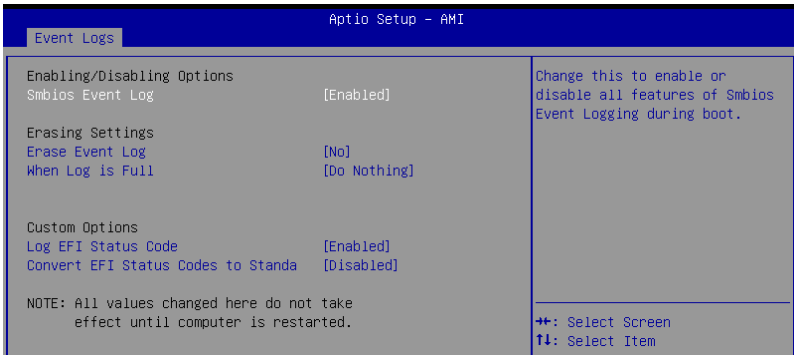 Aptio Setup – AMI
Event Logs
Enabling/Disabling Options
Smbios Event Log [Enabled]
Erasing Settings
Erase Event Log [No]
When Log is Full [Do Nothing]
Custom Options
Log EFI Status Code [Enabled]
Convert EFI Status Codes to Standa [Disabled]
NOTE: All values changed here do not take
effect until computer is restarted.
Change this to enable or
disable all features of Smbios
Event Logging during boot.
→←: Select Screen
↑↓: Select Item